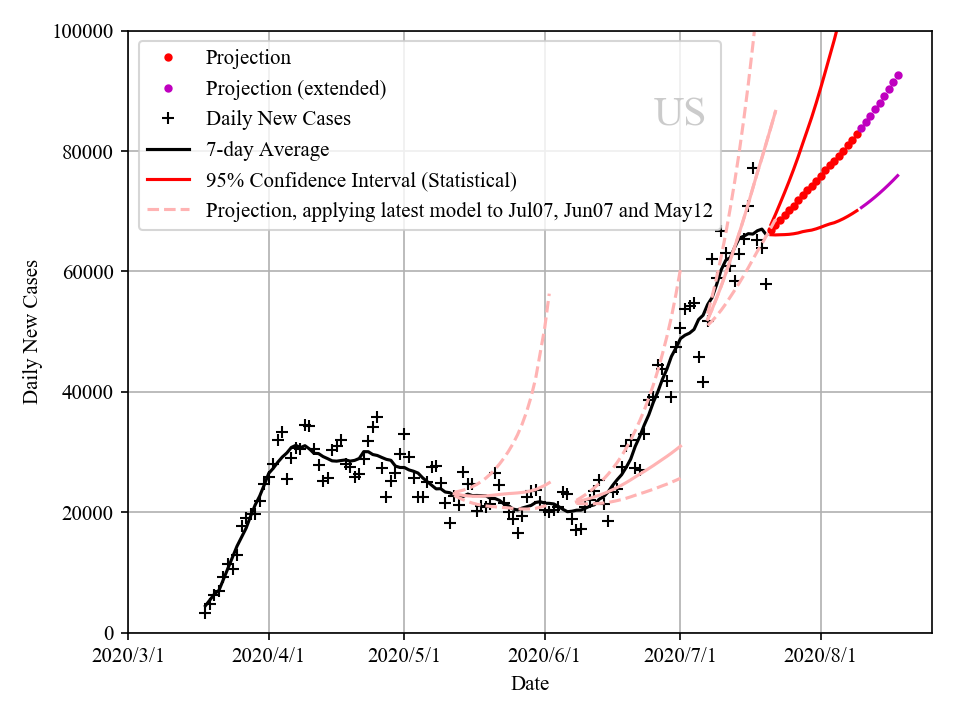 100000
80000
60000
40000
20000
0
Daily New Cases
Projection
Projection (extended)
Daily New Cases
7-day Average
95% Confidence Interval (Statistical)
Projection, applying latest model to Jul07, Jun07 and May12
US
2020/3/1
2020/4/1
2020/5/1
2020/6/1
2020/7/1
2020/8/1
Date